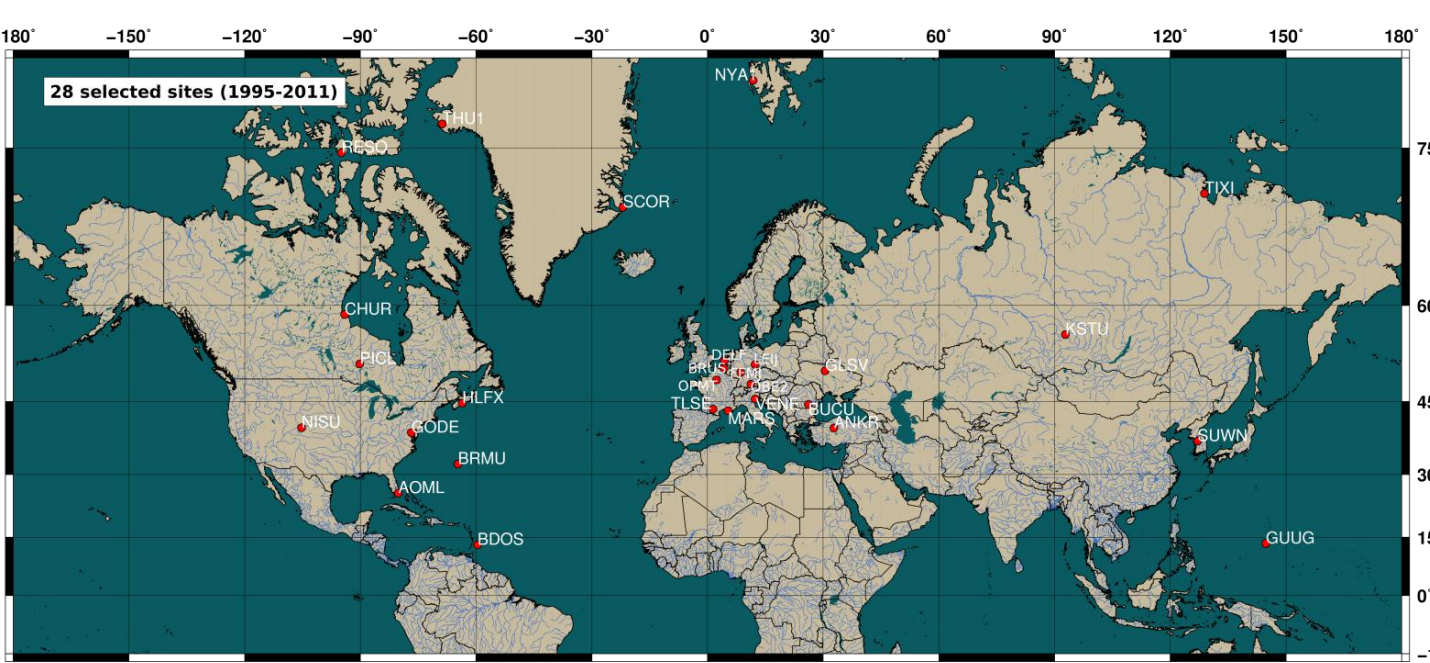 180° −150° −120° −90° −60° −30° 0° 30° 60° 90° 120° 150° 180°
28 selected sites (1995-2011)
NYA
THU1
75
RESO
TIXI
SCOR
60
CHUR
KSTU
DELF LEIJ
PICL
BRUS
GLSV
OPMT OBE2
HLFX
45
TLSE VENE BUCU
MARS
NISU
GODE
ANKR
SUWN
BRMU
30
AOML
BDOS
GUUG
15
0°